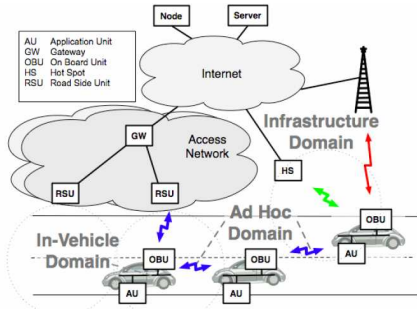 Node
Server
AU Application Unit
GW Gateway
OBU On Board Unit
HS Hot Spot
RSU Road Side Unit
Internet
Infrastructure
Domain
GW
Access
Network
HS
RSU
RSU
Ad Hoc
Domain
In-Vehicle
Domain
OBU
OBU
OBU
AU
AU
AU